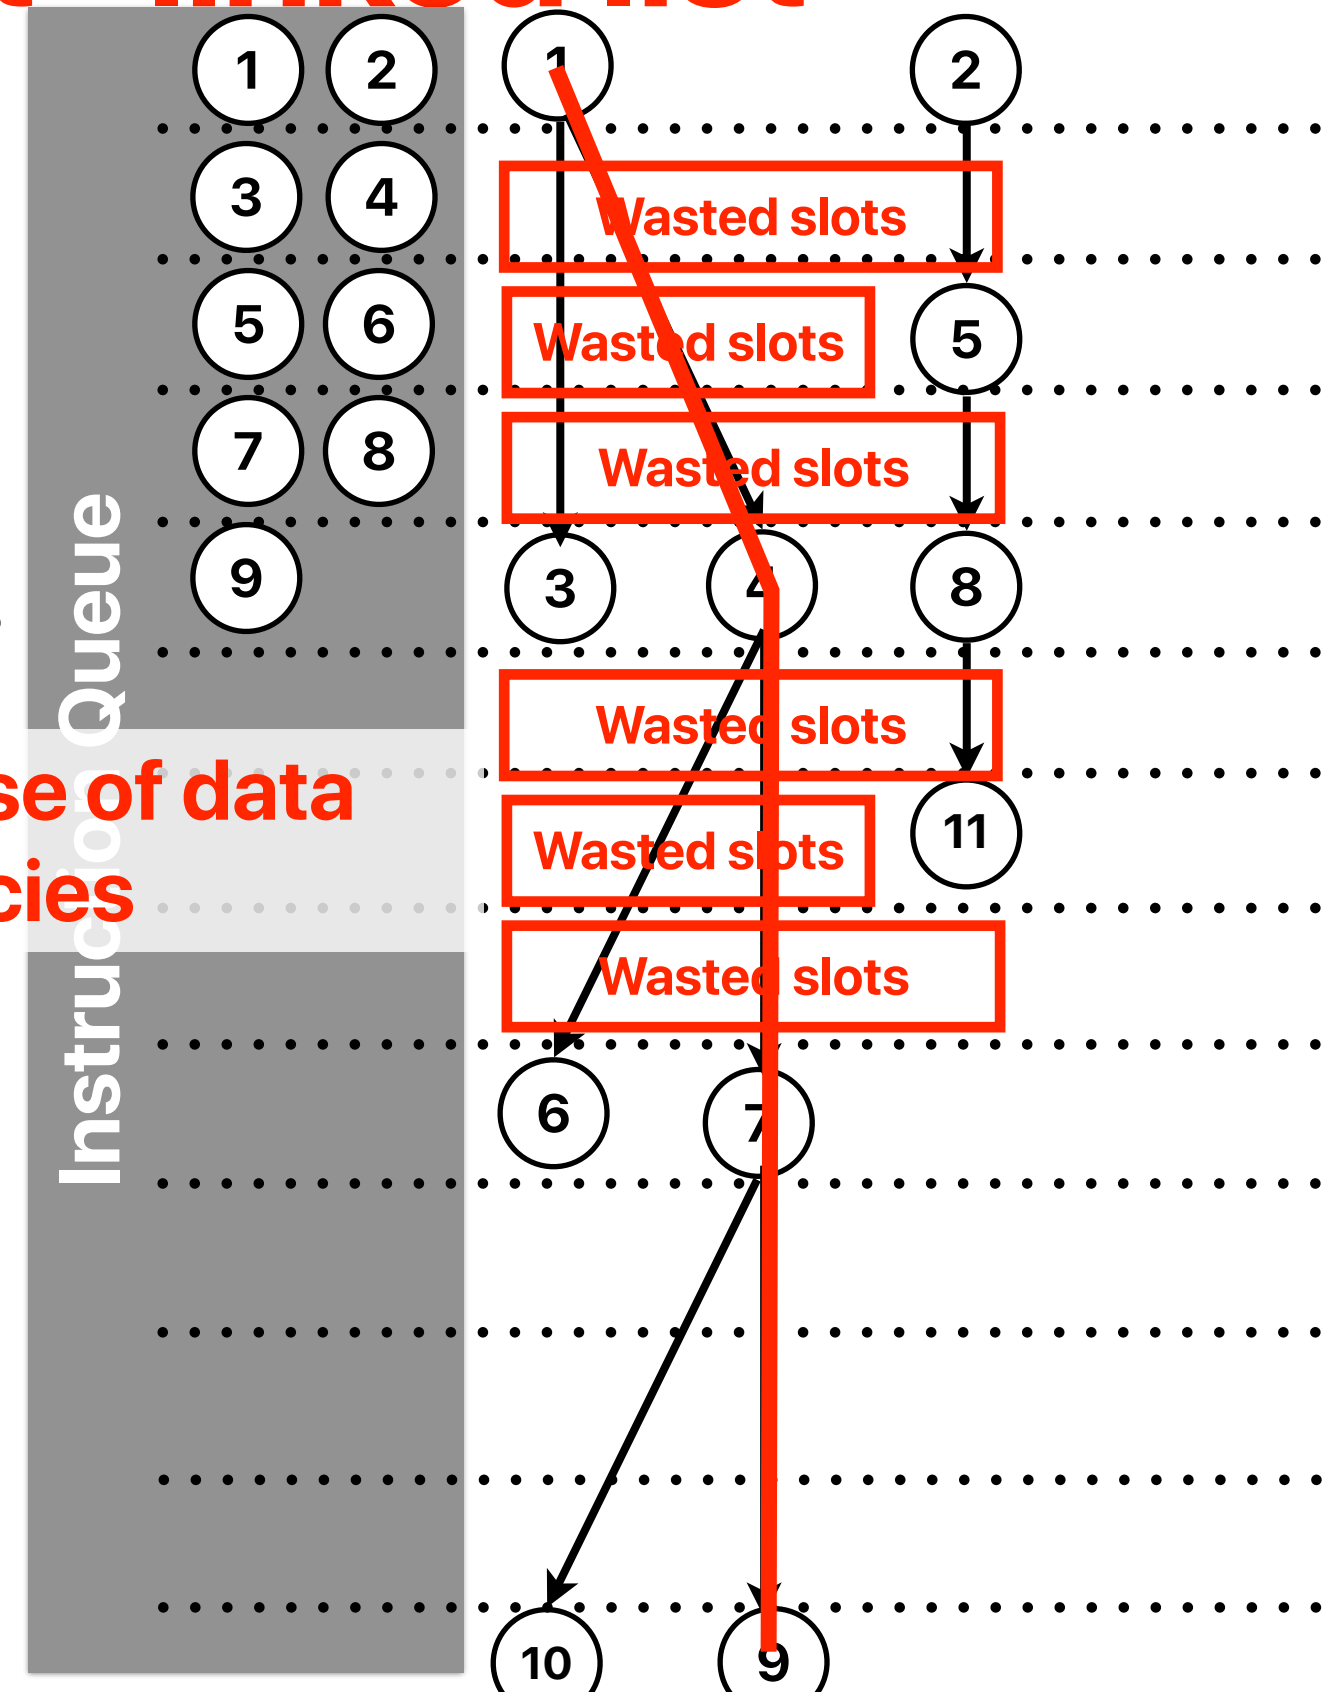 linked list
1 2 1 2
3 4 Wasted slots
5 6 Wasted slots 5
7 8 Wasted slots
9 3 4 8
Instruction Queue
Wasted slots
se of data
Wasted slots 11
cies
Wasted slots
6 7
10 9